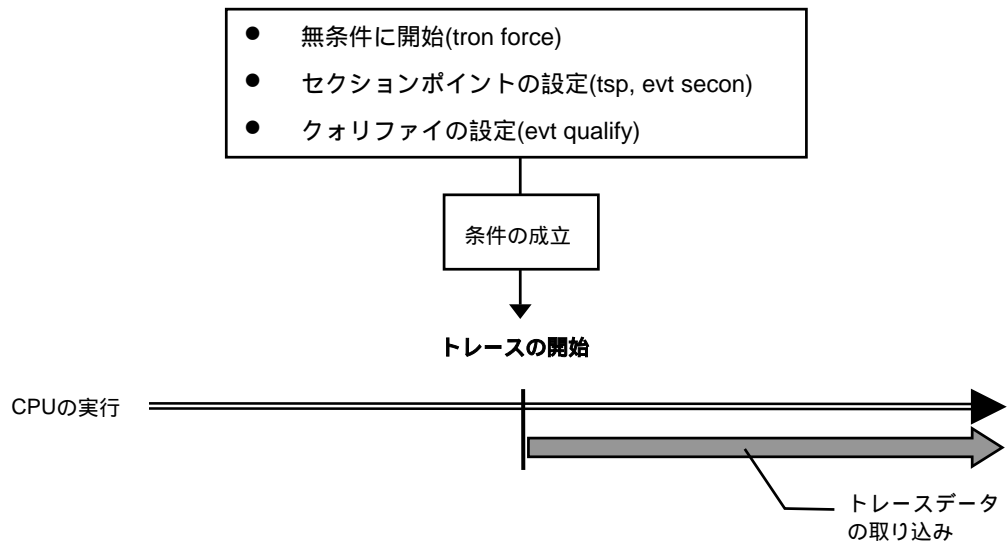 ● 無条件に開始(tron force)
● セクションポイントの設定(tsp, evt secon)
● クォリファイの設定(evt qualify)
条件の成立
トレースの開始
CPUの実行
トレースデータ
の取り込み